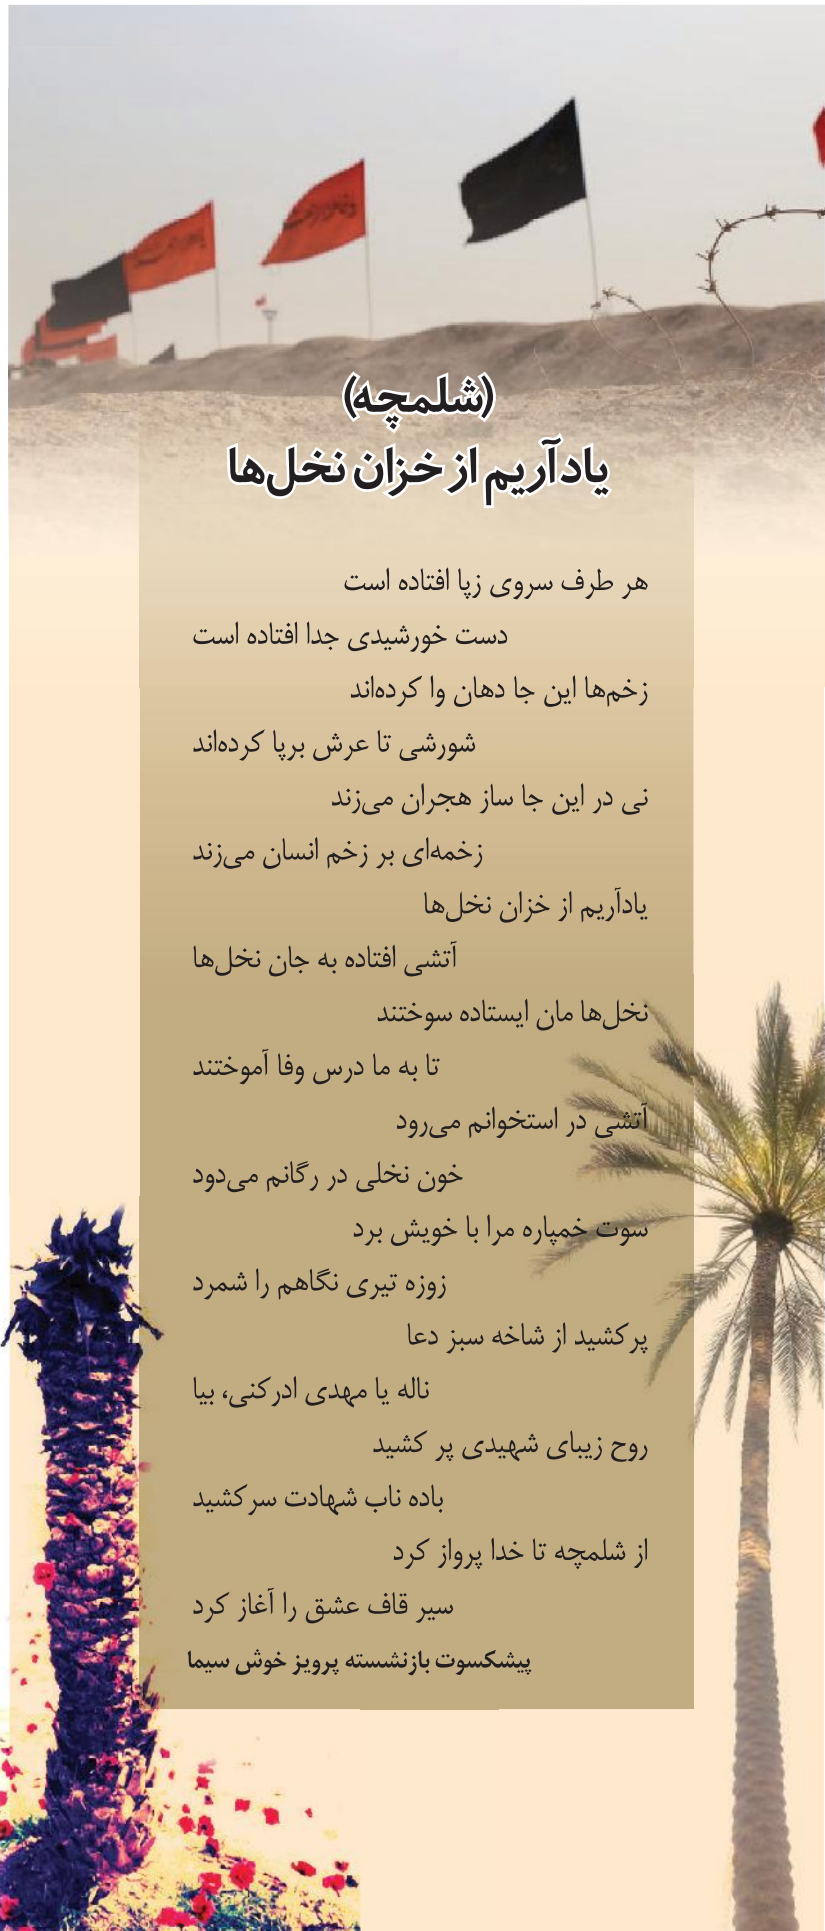 (شلمچه)
یادآریم از خزان نخل‌ها
هر طرف سروی زپا افتاده است
دست خورشیدی جدا افتاده است
زخم‌ها این جا دهان وا کرده‌اند
شورشی تا عرش برپا کرده‌اند
نی در این جا ساز هجران می‌زند
زخمه‌ای بر زخم انسان می‌زند
یادآریم از خزان نخل‌ها
آتشی افتاده به جان نخل‌ها
نخل‌ها مان ایستاده سوختند
تا به ما درس وفا آموختند
آتشی در استخوانم می‌رود
خون نخلی در رگانم می‌دود
سوت خمپاره مرا با خویش برد
زوزه تیری نگاهم را شمرد
پرکشید از شاخه سبز دعا
ناله یا مهدی ادرکنی، بیا
روح زیبای شهیدی پر کشید
باده ناب شهادت سرکشید
از شلمچه تا خدا پرواز کرد
سیر قاف عشق را آغاز کرد
پیشکسوت بازنشسته پرویز خوش سیما